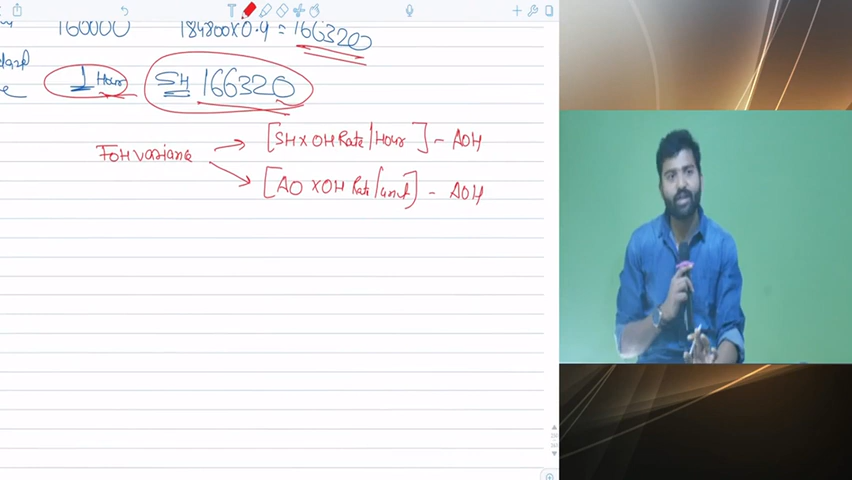 160000 184800×0.9 = 166320
1 Hour SH 166320
FOH variance [SH × OH Rate/Hour] - AOH
[AO × OH Rate/unit] - AOH